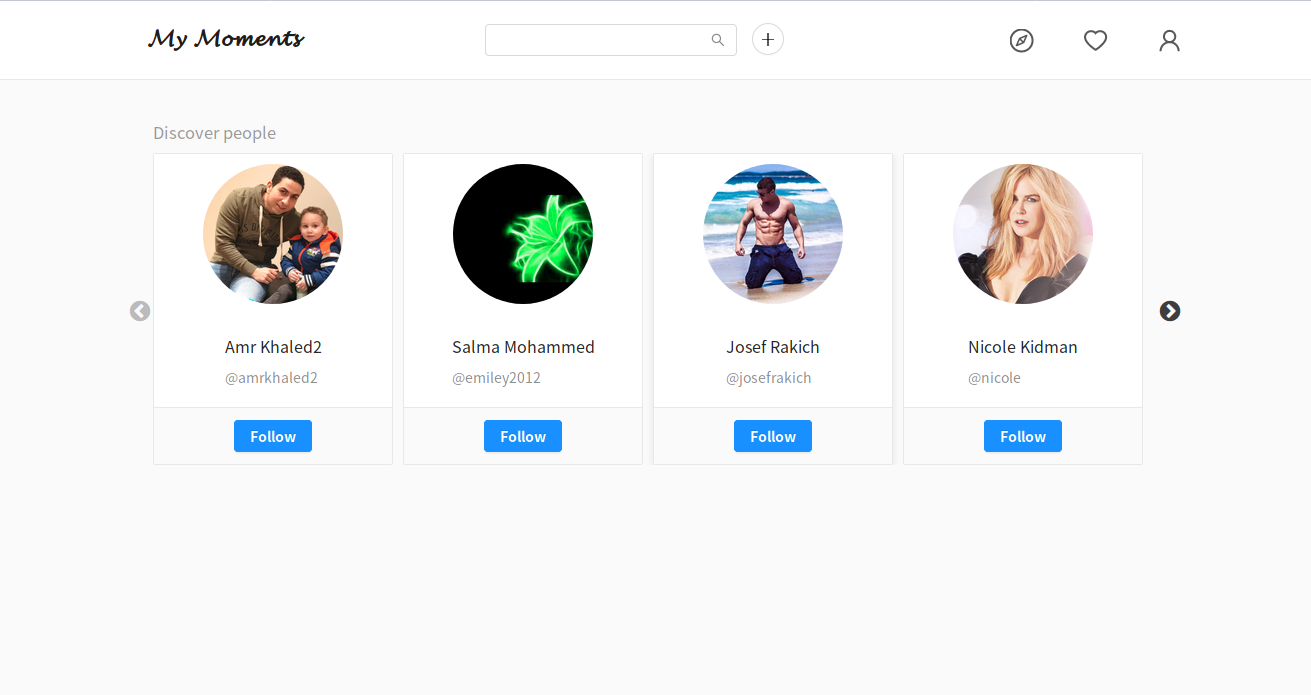 My Moments
Discover people
Amr Khaled2
@amrkhaled2
Follow
Salma Mohammed
@emiley2012
Follow
Josef Rakich
@josefrakich
Follow
Nicole Kidman
@nicole
Follow